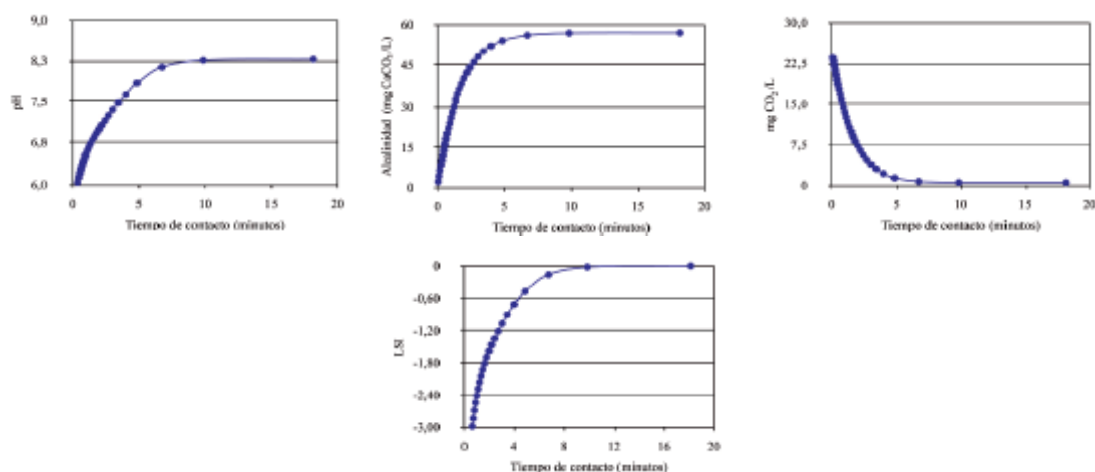 9,0
8,3
7,5
6,8
6,0
pH
0 5 10 15 20
Tiempo de contacto (minutos)
60
45
30
15
0
Alcalinidad (mg CaCO3/L)
0 5 10 15 20
Tiempo de contacto (minutos)
30,0
22,5
15,0
7,5
0
mg CO2/L
0 5 10 15 20
Tiempo de contacto (minutos)
0
-0,60
-1,20
-1,80
-2,40
-3,00
LSI
0 4 8 12 16 20
Tiempo de contacto (minutos)